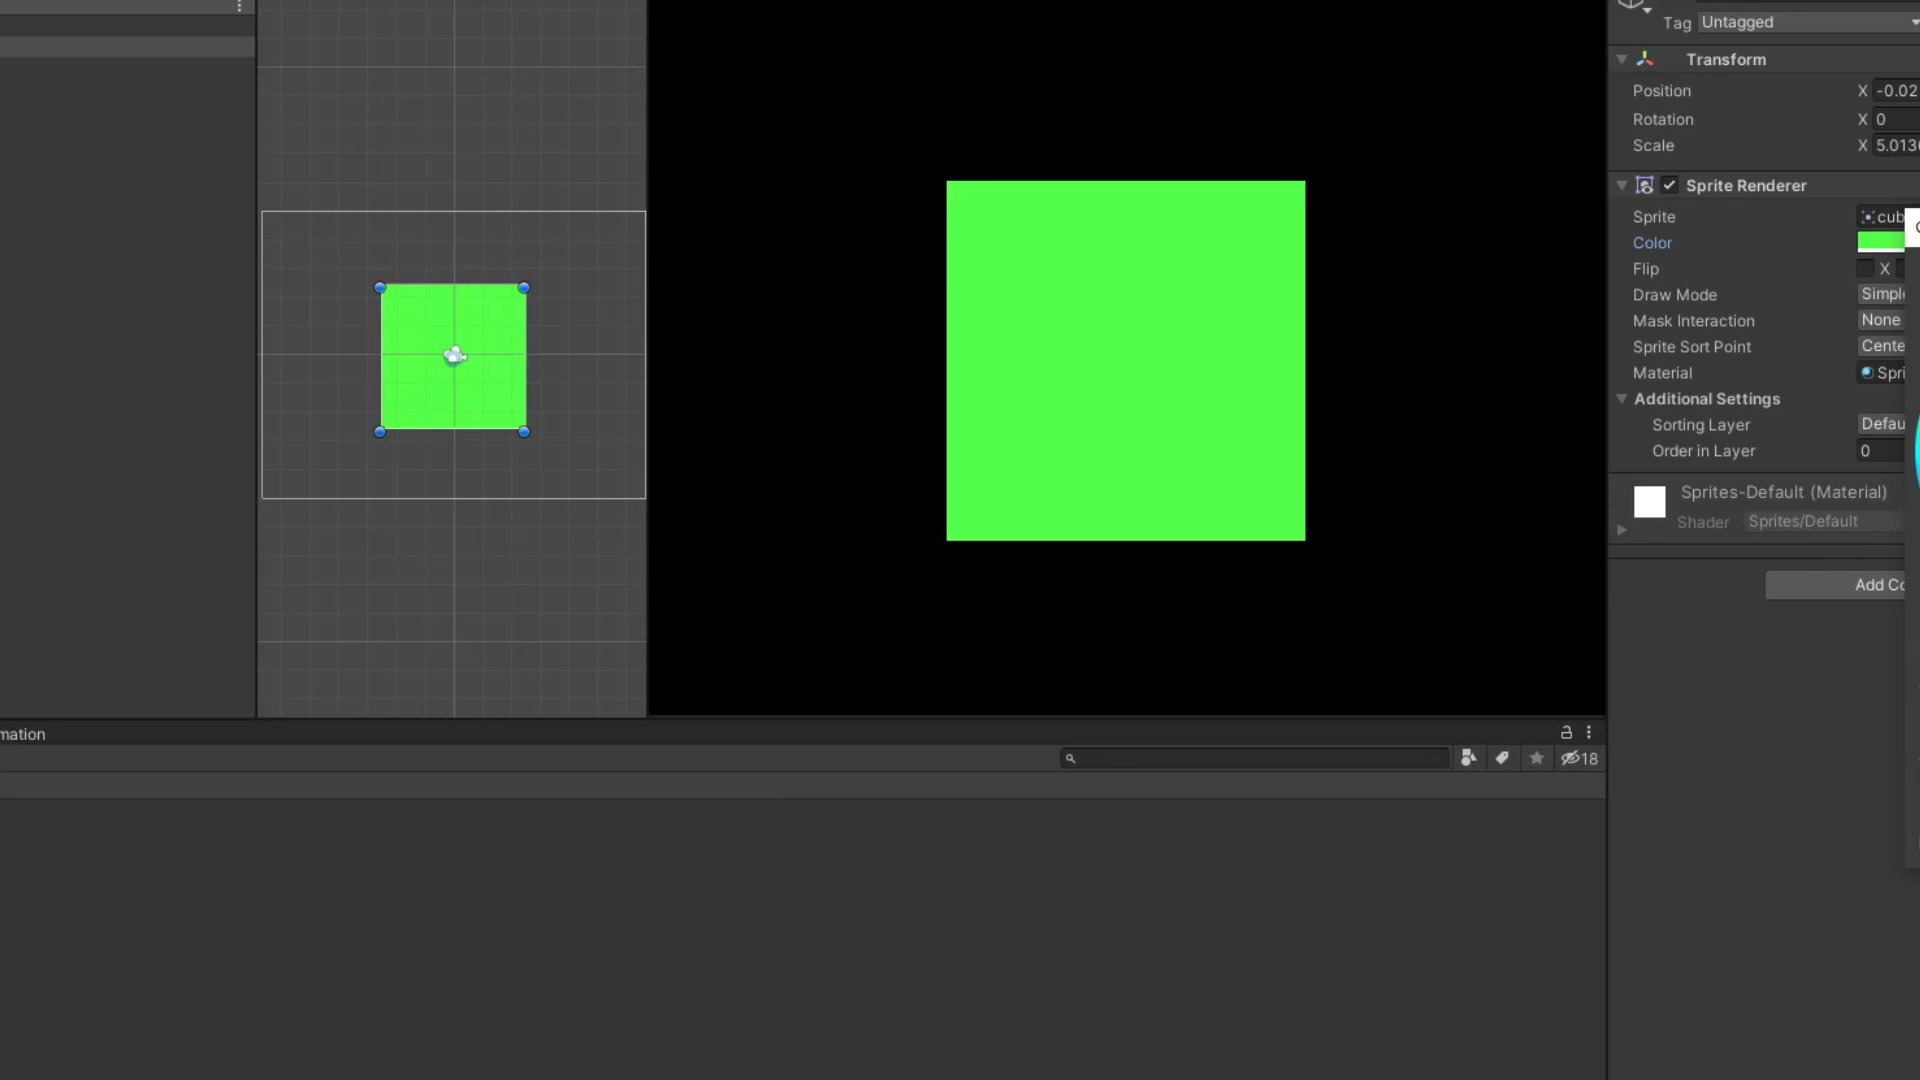 Tag Untagged
Transform
Position X -0.02
Rotation X 0
Scale X 5.013
Sprite Renderer
Sprite cub
Color
Flip X
Draw Mode Simpl
Mask Interaction None
Sprite Sort Point Cente
Material Spri
Additional Settings
Sorting Layer Defau
Order in Layer 0
Sprites-Default (Material)
Shader Sprites/Default
Add Co
mation
18